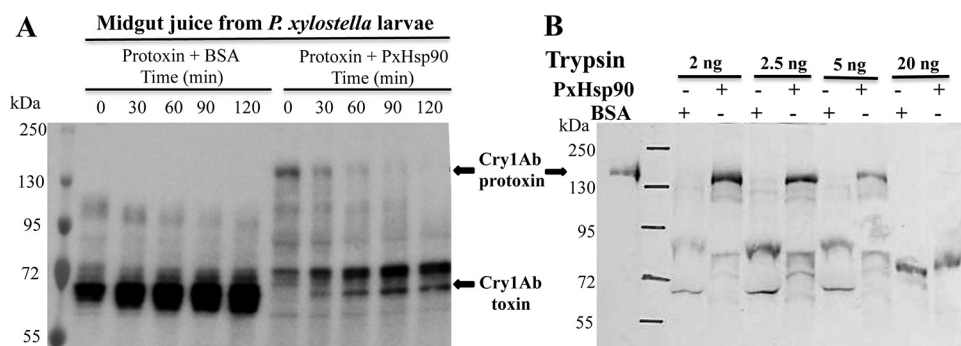 A
Midgut juice from P. xylostella larvae
Protoxin + BSA
Time (min)
Protoxin + PxHsp90
Time (min)
kDa
0 30 60 90 120 0 30 60 90 120
250
130
95
72
55
Cry1Ab
protoxin
Cry1Ab
toxin
B
Trypsin
2 ng 2.5 ng 5 ng 20 ng
PxHsp90 - + - + - + - +
BSA + - + - + - + -
kDa
250
130
95
72
55